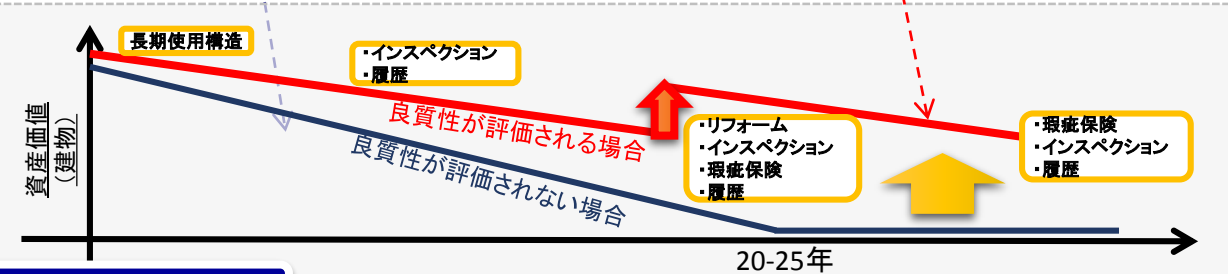 長期使用構造
・インスペクション
・履歴
資産価値
（建物）
良質性が評価される場合
良質性が評価されない場合
・リフォーム
・インスペクション
・瑕疵保険
・履歴
・瑕疵保険
・インスペクション
・履歴
20-25年